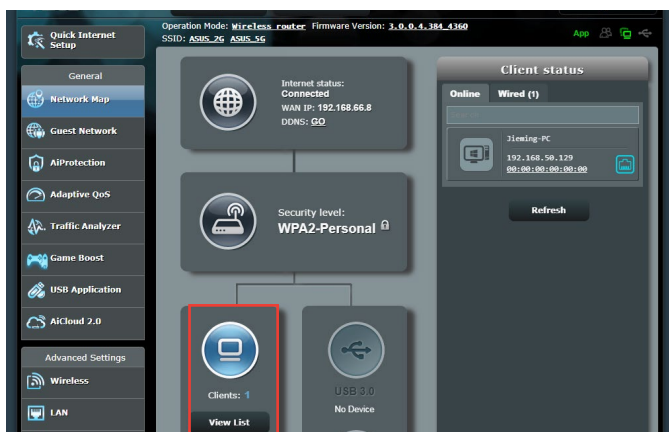 Quick Internet
Setup
General
Network Map
Guest Network
AiProtection
Adaptive QoS
Traffic Analyzer
Game Boost
USB Application
AiCloud 2.0
Advanced Settings
Wireless
LAN
Operation Mode: Wireless router Firmware Version: 3.0.0.4.384_4360
SSID: ASUS_2G ASUS_5G
App
Internet status:
Connected
WAN IP: 192.168.66.8
DDNS: GO
Security level:
WPA2-Personal
Clients: 1
View List
USB 3.0
No Device
Client status
Online Wired (1)
Jieming-PC
192.168.50.129
00:00:00:00:00:00
Refresh